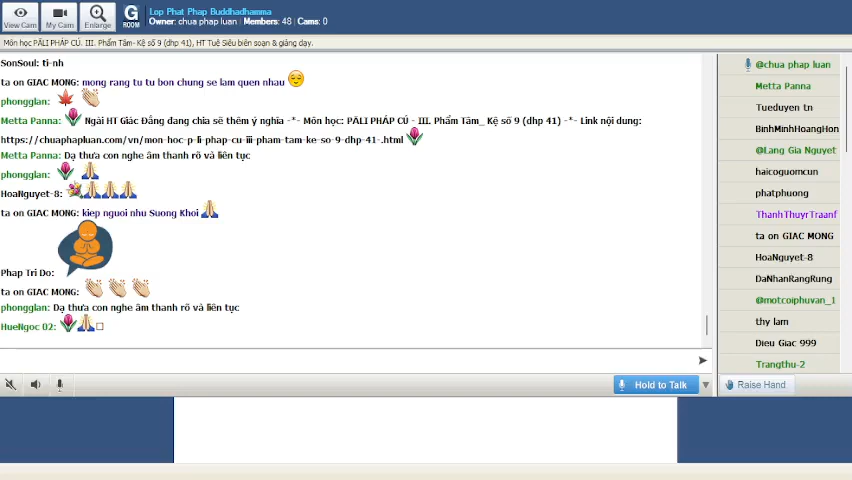 View Cam
My Cam
Enlarge
G
ROOM
Lop Phat Phap Buddhadhamma
Owner: chua phap luan | Members: 48 | Cams: 0
Môn học PĀLI PHÁP CÚ. III. Phẩm Tâm- Kệ số 9 (dhp 41), HT Tuệ Siêu biên soạn & giảng dạy.
SonSoul: ti-nh
ta on GIAC MONG: mong rang tu tu bon chung se lam quen nhau
phongglan:
Metta Panna: Ngài HT Giác Đẳng đang chia sẽ thêm ý nghia -*- Môn học: PĀLI PHÁP CÚ - III. Phẩm Tâm_ Kệ số 9 (dhp 41) -*- Link nội dung:
https://chuaphapluan.com/vn/mon-hoc-p-li-phap-cu-iii-pham-tam-ke-so-9-dhp-41-.html
Metta Panna: Dạ thưa con nghe âm thanh rõ và liên tục
phongglan:
HoaNguyet-8:
ta on GIAC MONG: kiep nguoi nhu Suong Khoi
Phap Tri Do:
ta on GIAC MONG:
phongglan: Dạ thưa con nghe âm thanh rõ và liên tục
HueNgoc 02:
Hold to Talk
@chua phap luan
Metta Panna
Tueduyen tn
BinhMinhHoangHon
@Lang Gia Nguyet
haicoguomcun
phatphuong
ThanhThuyrTraanf
ta on GIAC MONG
HoaNguyet-8
DaNhanRangRung
@motcoiphuvan_1
thy lam
Dieu Giac 999
Trangthu-2
Raise Hand